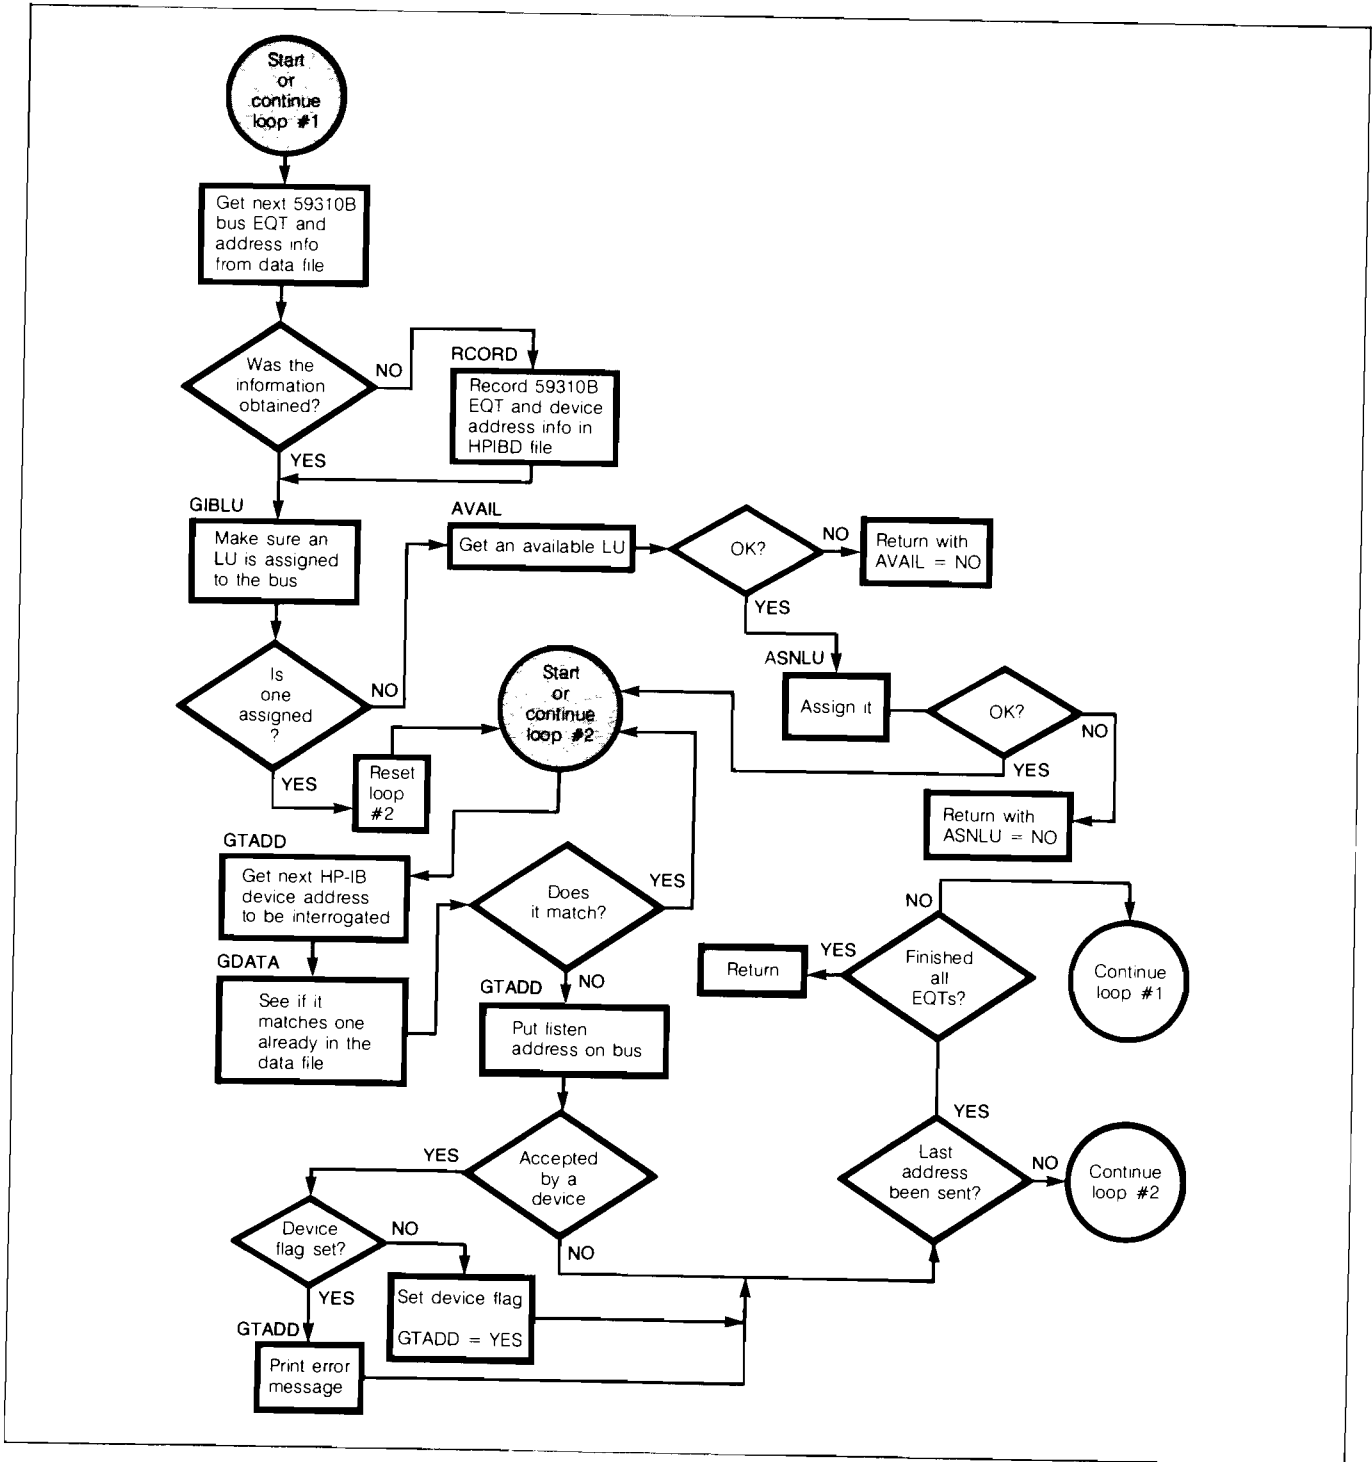 Start
or
continue
loop #1
Get next 59310B
bus EQT and
address info
from data file
Was the
information
obtained?
NO
YES
RCORD
Record 59310B
EQT and device
address info in
HPIBD file
GIBLU
Make sure an
LU is assigned
to the bus
AVAIL
Get an available LU
OK?
NO
Return with
AVAIL = NO
YES
ASNLU
Assign it
OK?
NO
YES
Return with
ASNLU = NO
Is
one
assigned
?
NO
YES
Reset
loop
#2
Start
or
continue
loop #2
GTADD
Get next HP-IB
device address
to be interrogated
GDATA
See if it
matches one
already in the
data file
Does
it match?
YES
NO
GTADD
Put listen
address on bus
Accepted
by a
device
YES
NO
Device
flag set?
NO
YES
Set device flag
GTADD = YES
GTADD
Print error
message
Last
address
been sent?
NO
Continue
loop #2
YES
Finished
all
EQTs?
YES
Return
NO
Continue
loop #1